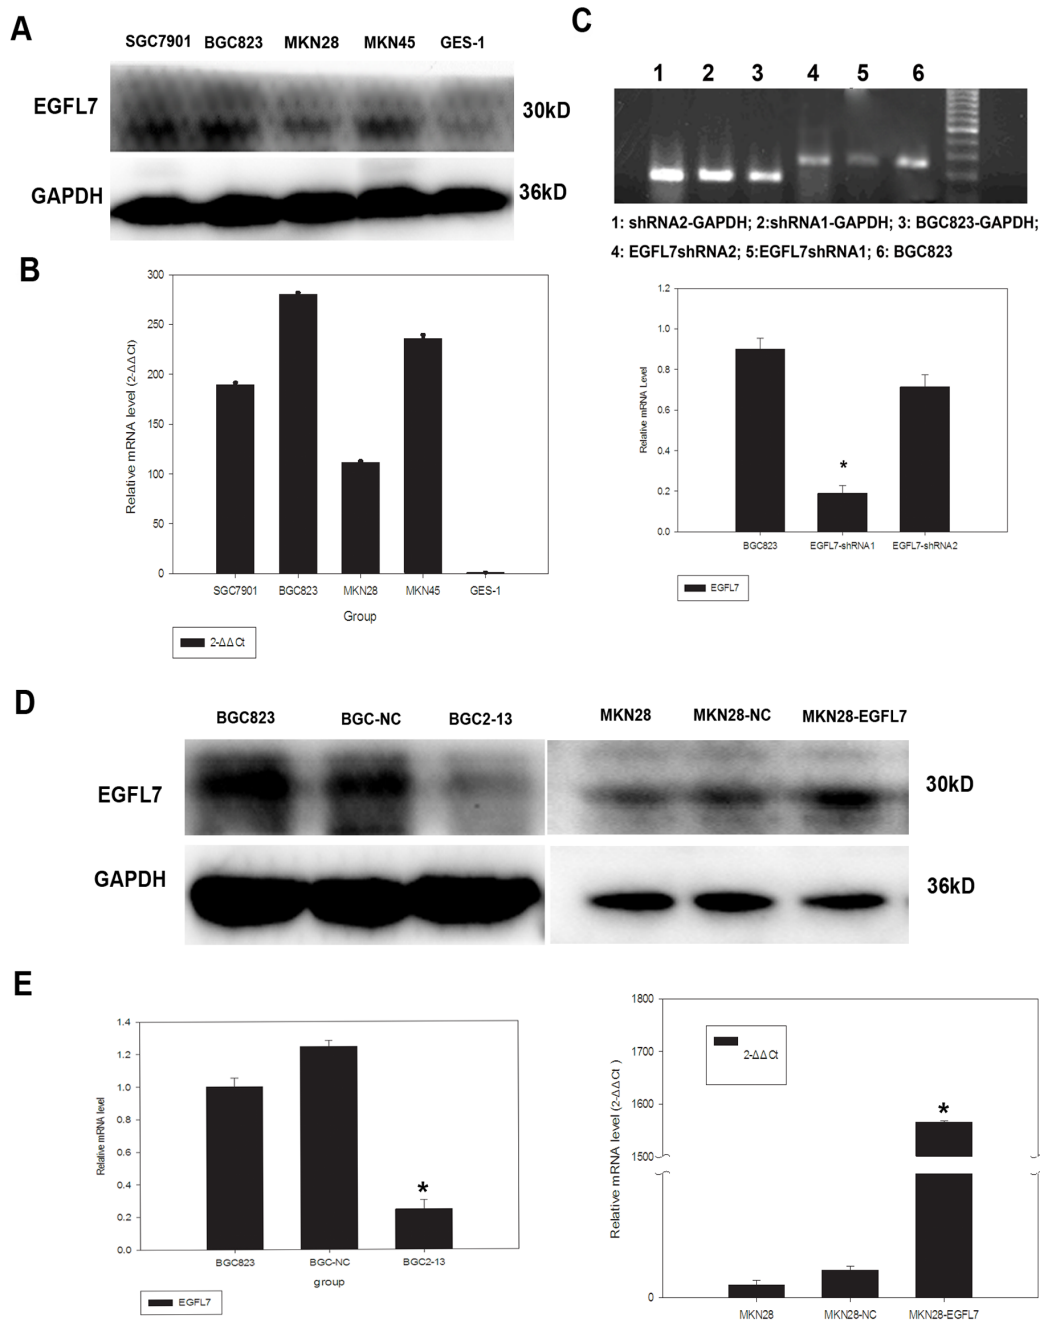 A
SGC7901 BGC823 MKN28 MKN45 GES-1
EGFL7
30kD
GAPDH
36kD
C
1 2 3 4 5 6
1: shRNA2-GAPDH; 2:shRNA1-GAPDH; 3: BGC823-GAPDH;
4: EGFL7shRNA2; 5:EGFL7shRNA1; 6: BGC823
B
300
250
200
150
100
50
0
Relative mRNA level (2-ΔΔCt)
SGC7901 BGC823 MKN28 MKN45 GES-1
Group
2-ΔΔCt
1.2
1.0
0.8
0.6
0.4
0.2
0.0
Relative mRNA Level
*
BGC823 EGFL7-shRNA1 EGFL7-shRNA2
EGFL7
D
BGC823 BGC-NC BGC2-13 MKN28 MKN28-NC MKN28-EGFL7
EGFL7
30kD
GAPDH
36kD
E
1.4
1.2
1.0
0.8
0.6
0.4
0.2
0.0
Relative mRNA level
*
BGC823 BGC-NC BGC2-13
group
EGFL7
1800
1700
1600
1500
0
Relative mRNA level (2-ΔΔCt )
2-ΔΔCt
*
MKN28 MKN28-NC MKN28-EGFL7